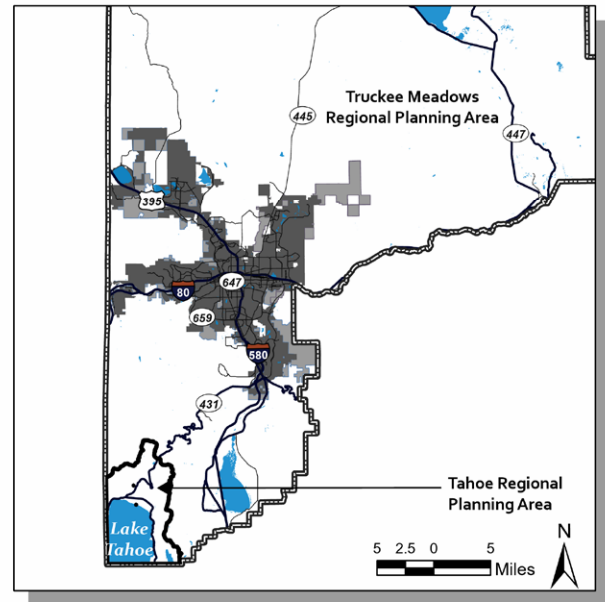 445
Truckee Meadows
Regional Planning Area
447
395
80
647
659
580
431
Tahoe Regional
Planning Area
Lake
Tahoe
N
5 2.5 0 5
Miles